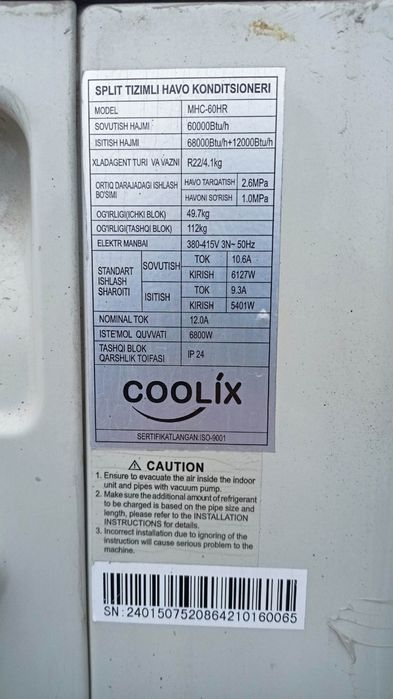 SPLIT TIZIMLI HAVO KONDITSIONERI
MODEL MHC-60HR
SOVUTISH HAJMI 60000Btu/h
ISITISH HAJMI 68000Btu/h+12000Btu/h
XLADAGENT TURI VA VAZNI R22/4.1kg
ORTIQ DARAJADAGI ISHLASH BO'SIMI HAVO TARQATISH 2.6MPa
HAVONI SO'RISH 1.0MPa
OG'IRLIGI(ICHKI BLOK) 49.7kg
OG'IRLIGI(TASHQI BLOK) 112kg
ELEKTR MANBAI 380-415V 3N~ 50Hz
STANDART ISHLASH SHAROITI SOVUTISH TOK 10.6A
KIRISH 6127W
ISITISH TOK 9.3A
KIRISH 5401W
NOMINAL TOK 12.0A
ISTE'MOL QUVVATI 6800W
TASHQI BLOK QARSHLIK TOIFASI IP 24
COOLIX
SERTIFIKATLANGAN:ISO-9001
CAUTION
1. Ensure to evacuate the air inside the indoor
unit and pipes with vacuum pump.
2. Make sure the additional amount of refrigerant
to be charged is based on the pipe size and
length, please refer to the INSTALLATION
INSTRUCTIONS for details.
3. Incorrect installation due to ignoring of the
instruction will cause serious problem to the
machine.
SN:2401507520864210160065